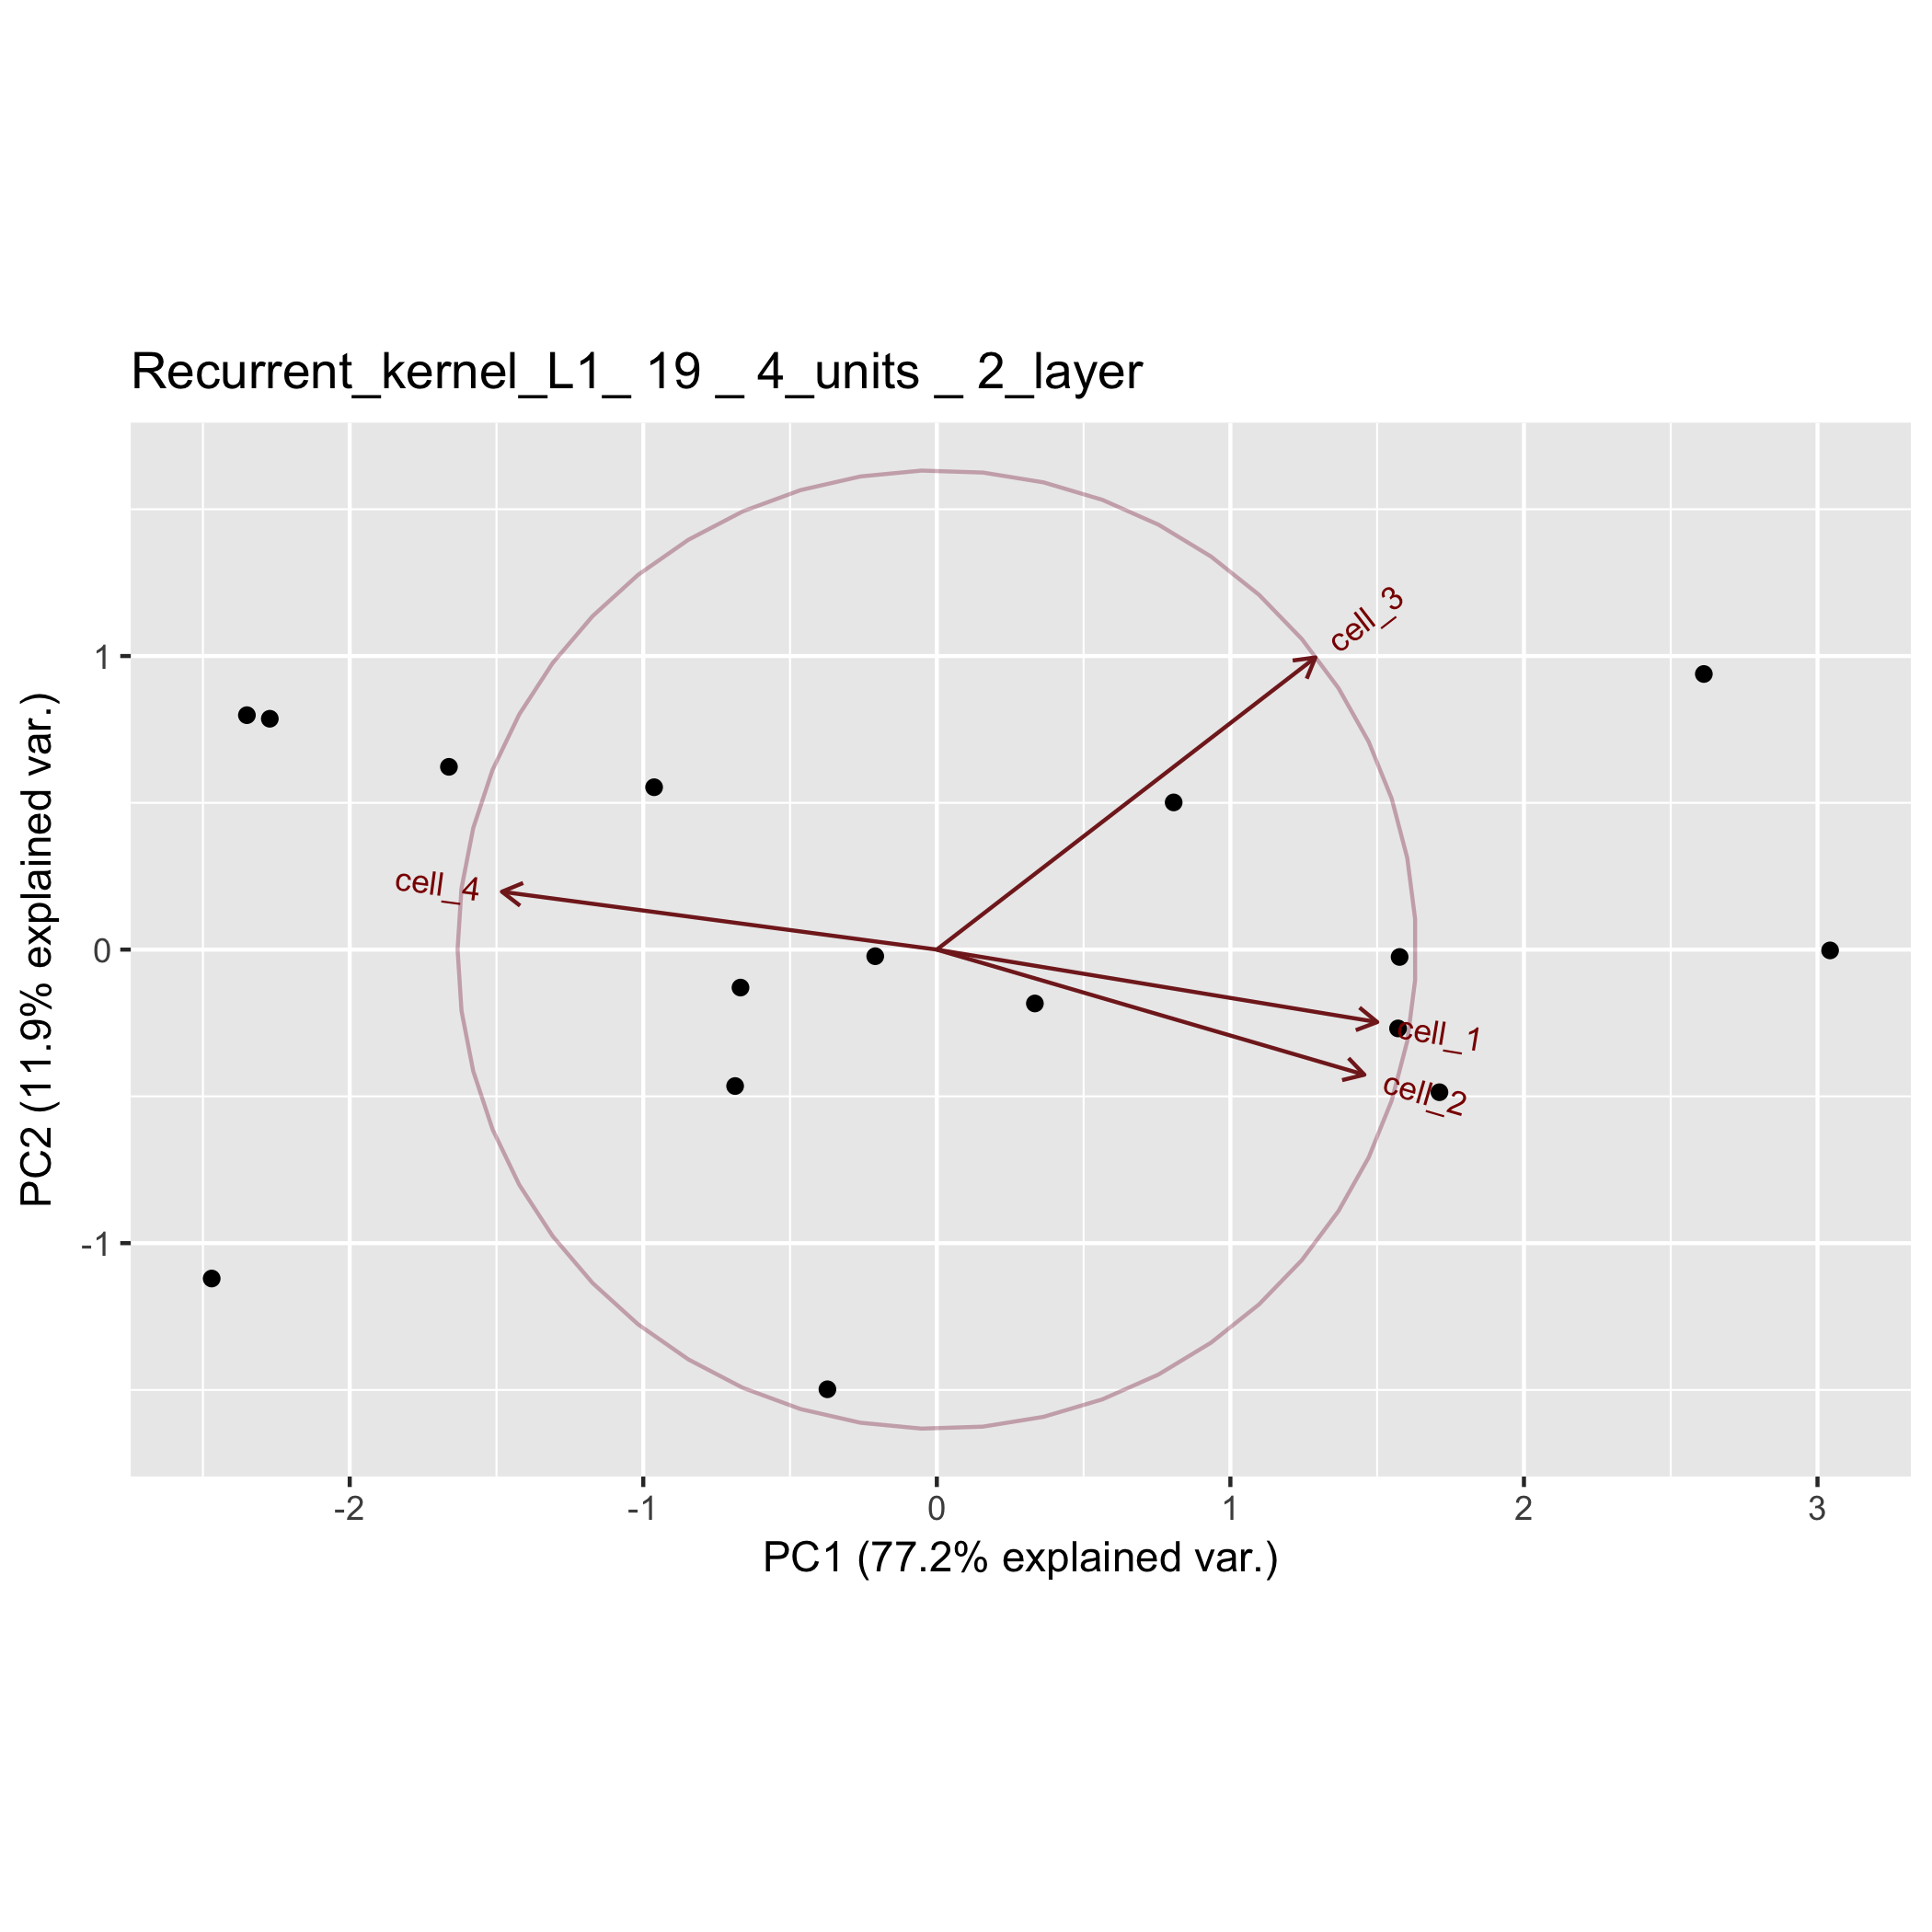 Recurrent_kernel_L1_ 19 _ 4_units _ 2_layer
cell_3
cell_4
cell_1
cell_2
1
0
-1
-2
-1
0
1
2
3
PC1 (77.2% explained var.)
PC2 (11.9% explained var.)